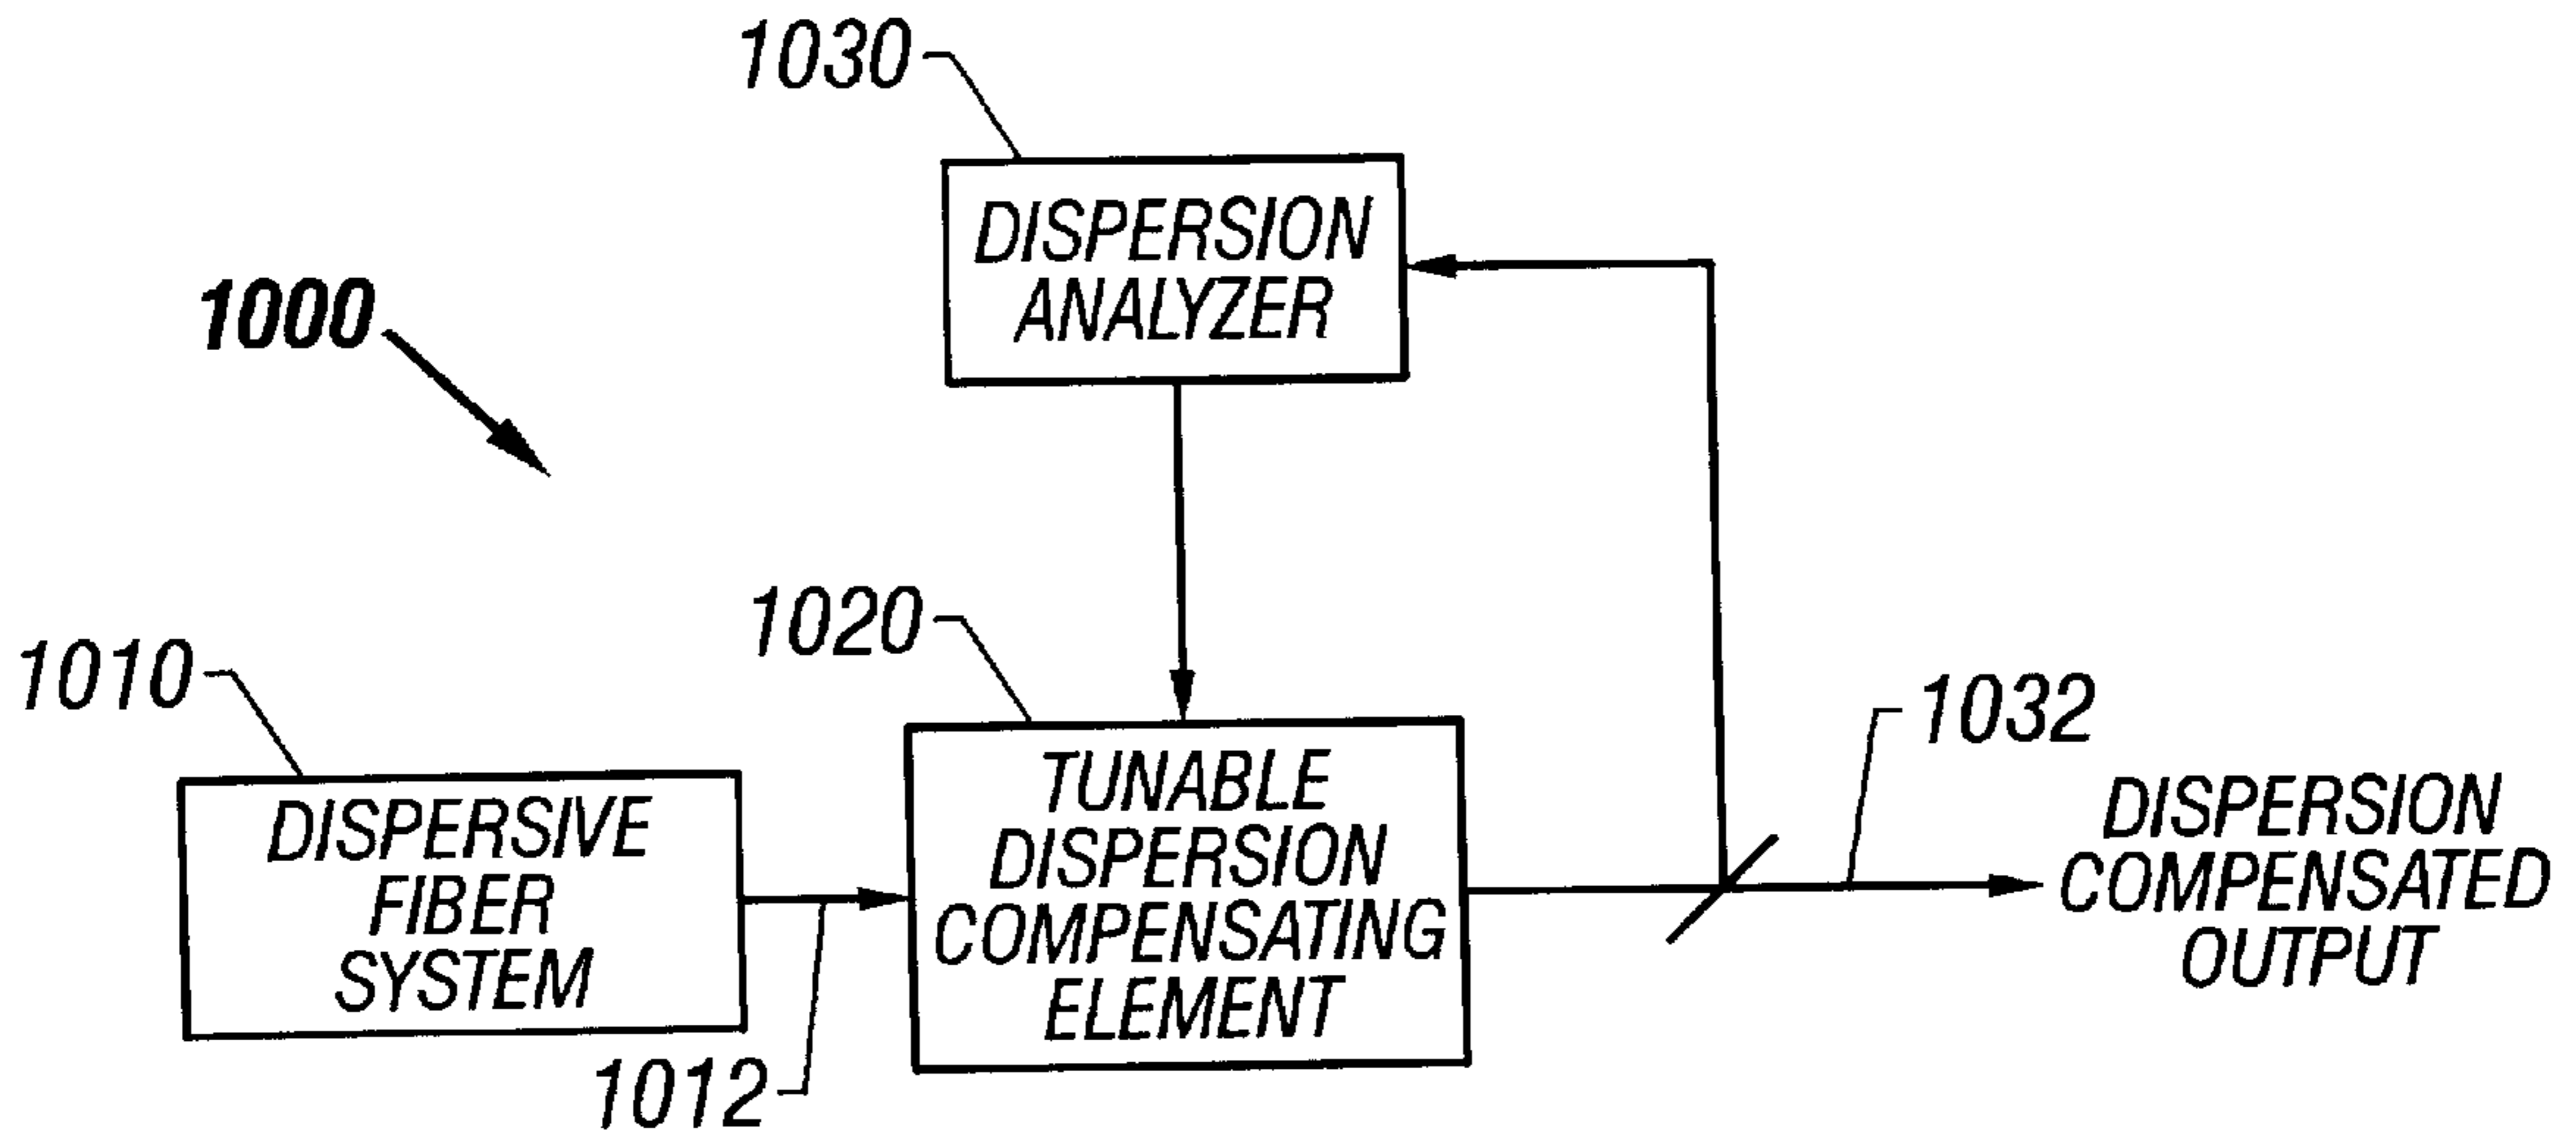 1030
DISPERSION
ANALYZER
1000
1020
1010
1032
TUNABLE
DISPERSION
COMPENSATING
ELEMENT
DISPERSIVE
FIBER
SYSTEM
DISPERSION
COMPENSATED
OUTPUT
1012